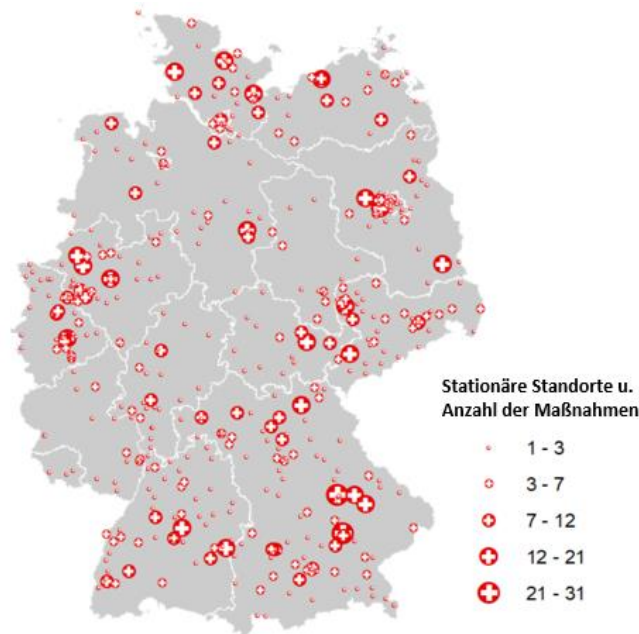 Stationäre Standorte u.
Anzahl der Maßnahmen
1 - 3
3 - 7
7 - 12
12 - 21
21 - 31